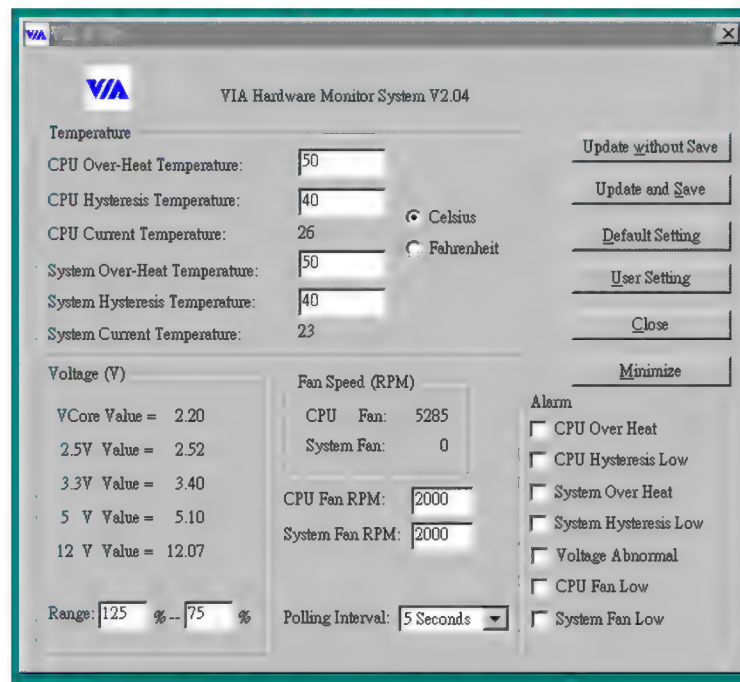 VIA
VIA
VIA Hardware Monitor System V2.04
Temperature
CPU Over-Heat Temperature: 50
CPU Hysteresis Temperature: 40
CPU Current Temperature: 26
System Over-Heat Temperature: 50
System Hysteresis Temperature: 40
System Current Temperature: 23
Celsius
Fahrenheit
Update without Save
Update and Save
Default Setting
User Setting
Close
Minimize
Voltage (V)
VCore Value = 2.20
2.5V Value = 2.52
3.3V Value = 3.40
5 V Value = 5.10
12 V Value = 12.07
Range: 125 % -- 75 %
Fan Speed (RPM)
CPU Fan: 5285
System Fan: 0
CPU Fan RPM: 2000
System Fan RPM: 2000
Polling Interval: 5 Seconds
Alarm
CPU Over Heat
CPU Hysteresis Low
System Over Heat
System Hysteresis Low
Voltage Abnormal
CPU Fan Low
System Fan Low